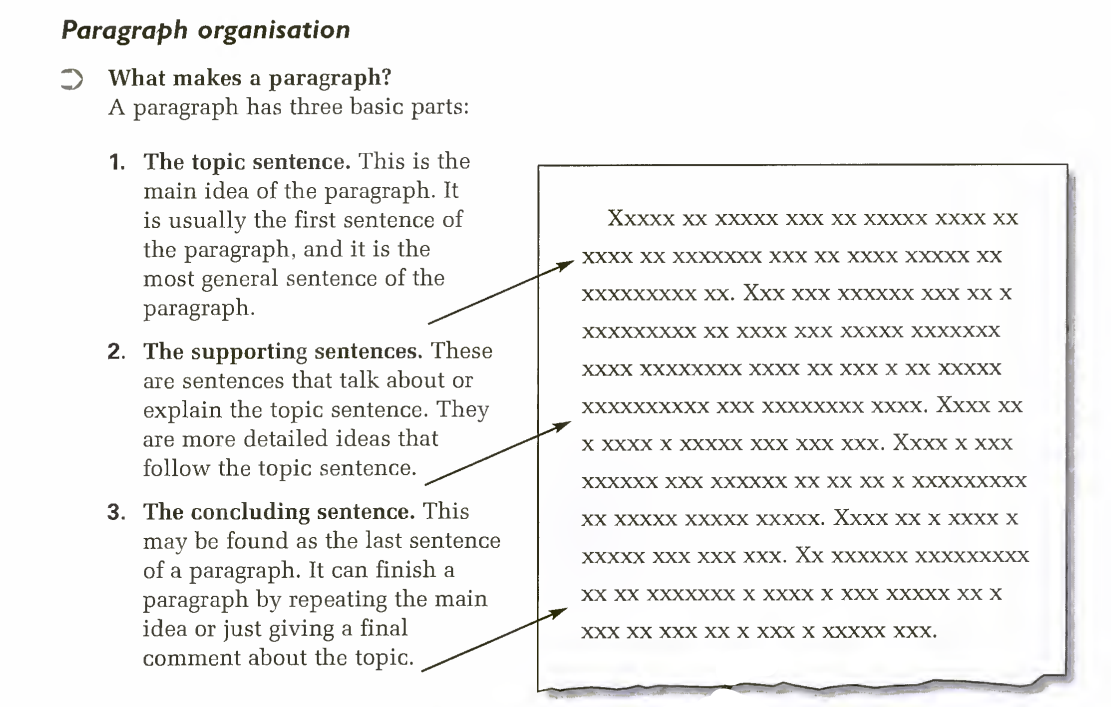 Paragraph organisation
What makes a paragraph?
A paragraph has three basic parts:
1. The topic sentence. This is the
main idea of the paragraph. It
is usually the first sentence of
the paragraph, and it is the
most general sentence of the
paragraph.
2. The supporting sentences. These
are sentences that talk about or
explain the topic sentence. They
are more detailed ideas that
follow the topic sentence.
3. The concluding sentence. This
may be found as the last sentence
of a paragraph. It can finish a
paragraph by repeating the main
idea or just giving a final
comment about the topic.
Xxxxx xx xxxxx xxx xx xxxxx xxxx xx
xxxx xx xxxxxxx xxx xx xxxx xxxxx xx
xxxxxxxxx xx. Xxx xxx xxxxxx xxx xx x
xxxxxxxxx xx xxxx xxx xxxxx xxxxxxx
xxxx xxxxxxxx xxxx xx xxx x xx xxxxx
xxxxxxxxxx xxx xxxxxxxx xxxx. Xxxx xx
x xxxx x xxxxx xxx xxx xxx. Xxxx x xxx
xxxxxx xxx xxxxxx xx xx xx x xxxxxxxxx
xx xxxxx xxxxx xxxxx. Xxxx xx x xxxx x
xxxxx xxx xxx xxx. Xx xxxxxx xxxxxxxxx
xx xx xxxxxxx x xxxx x xxx xxxxx xx x
xxx xx xxx xx x xxx x xxxxx xxx.